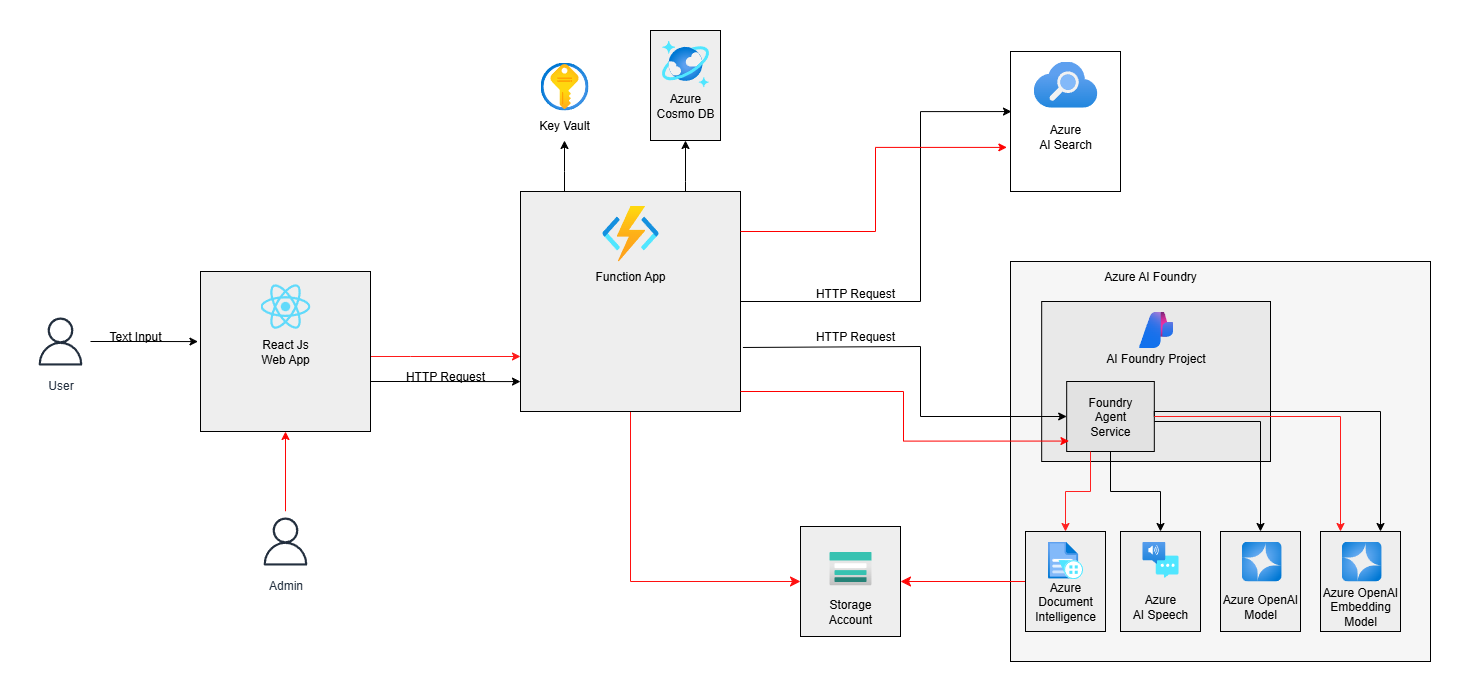 Azure
Cosmo DB
Key Vault
Azure
AI Search
Function App
Azure AI Foundry
HTTP Request
HTTP Request
React Js
Web App
Text Input
User
HTTP Request
AI Foundry Project
Foundry
Agent
Service
Admin
Storage
Account
Azure
Document
Intelligence
Azure
AI Speech
Azure OpenAI
Model
Azure OpenAI
Embedding
Model